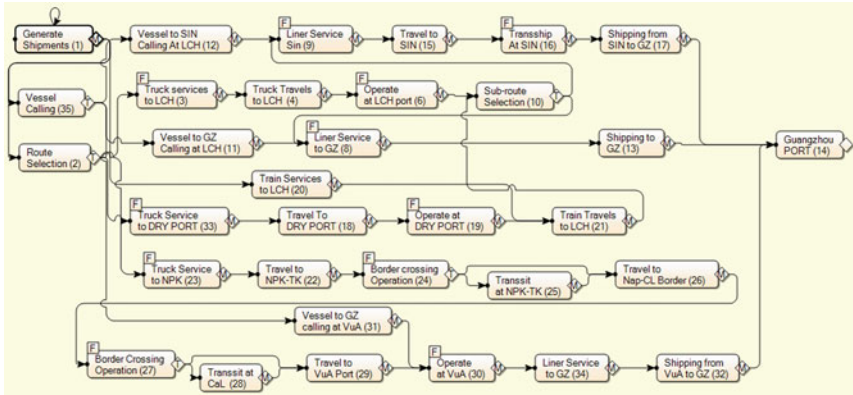 Generate
Shipments (1)
M
Vessel to SIN
Calling At LCH (12)
M
F
Liner Service
Sin (9)
M
Travel to
SIN (15)
M
F
Transship
At SIN (16)
M
Shipping from
SIN to GZ (17)
M
Vessel
Calling (35)
T
F
Truck services
to LCH (3)
M
Truck Travels
to LCH (4)
M
F
Operate
at LCH port (6)
M
Sub-route
Selection (10)
T
Route
Selection (2)
T
Vessel to GZ
Calling at LCH (11)
M
F
Liner Service
to GZ (8)
M
Shipping to
GZ (13)
M
Guangzhou
PORT (14)
Train Services
to LCH (20)
M
F
Truck Service
to DRY PORT (33)
M
Travel To
DRY PORT (18)
M
F
Operate at
DRY PORT (19)
M
Train Travels
to LCH (21)
M
F
Truck Service
to NPK (23)
M
Travel to
NPK-TK (22)
M
F
Border crossing
Operation (24)
T
Transsit
at NPK-TK (25)
M
Travel to
Nap-CL Border (26)
M
Vessel to GZ
calling at VuA (31)
M
F
Border Crossing
Operation (27)
T
Transsit at
CaL (28)
M
Travel to
VuA Port (29)
M
F
Operate
at VuA (30)
M
Liner Service
to GZ (34)
M
Shipping from
VuA to GZ (32)
M